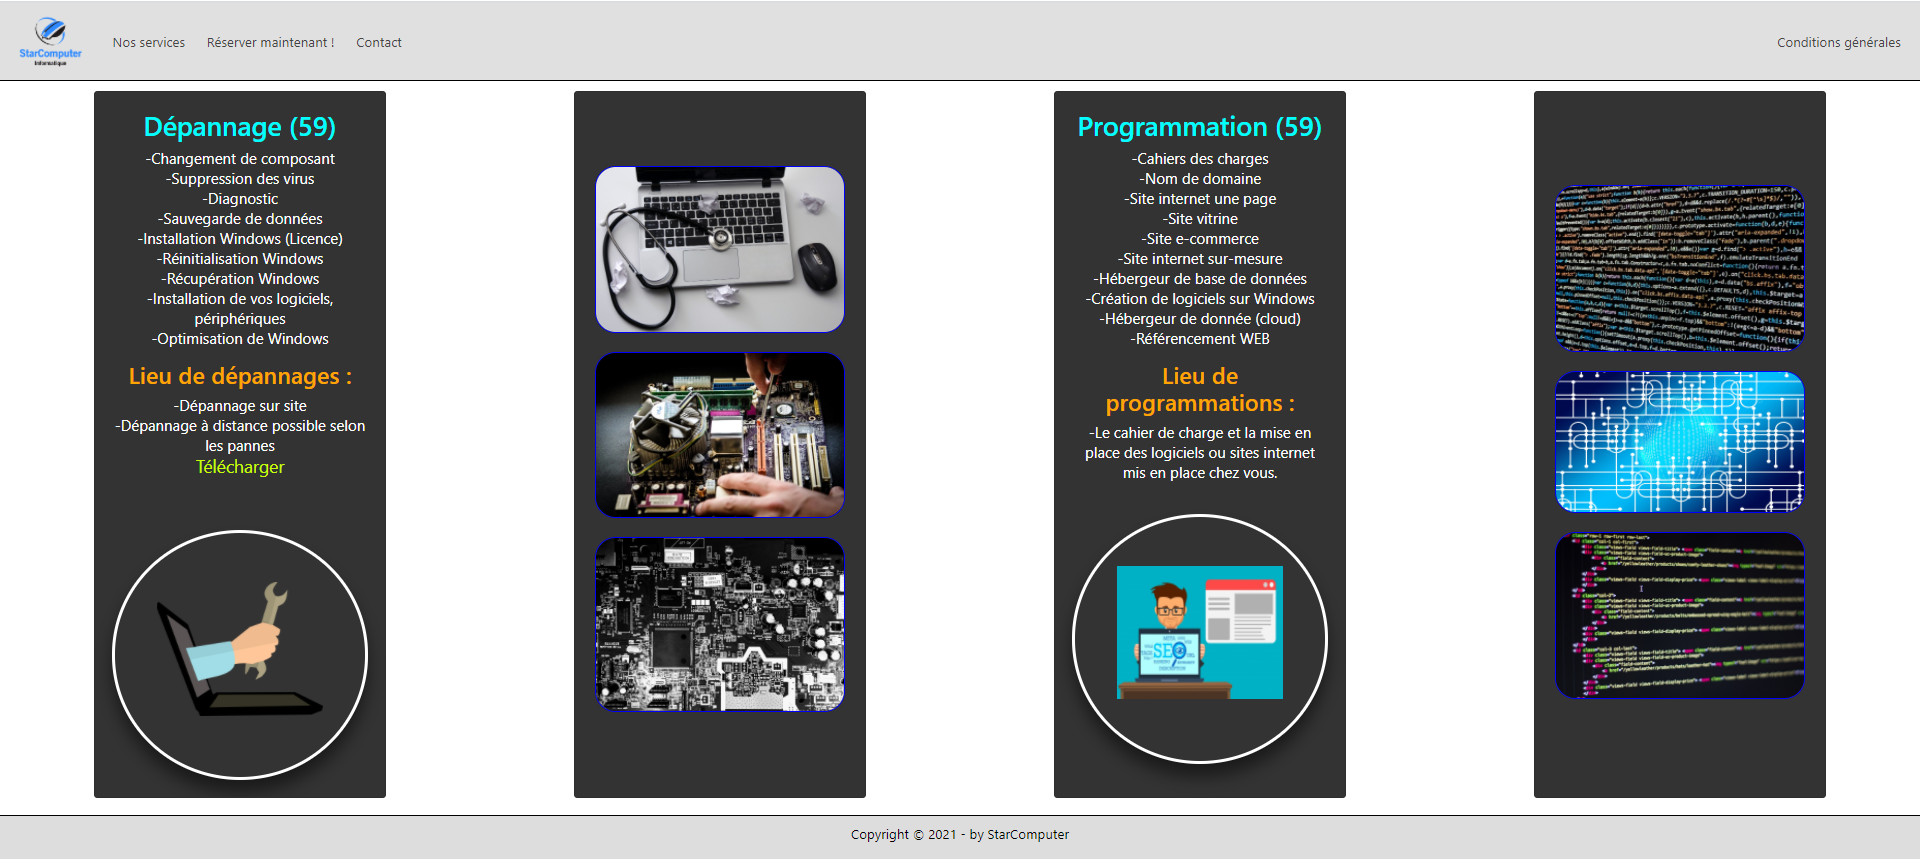 StarComputer
Informatique
Nos services
Réserver maintenant !
Contact
Conditions générales
Dépannage (59)
-Changement de composant
-Suppression des virus
-Diagnostic
-Sauvegarde de données
-Installation Windows (Licence)
-Réinitialisation Windows
-Récupération Windows
-Installation de vos logiciels,
périphériques
-Optimisation de Windows
Lieu de dépannages :
-Dépannage sur site
-Dépannage à distance possible selon
les pannes
Télécharger
Programmation (59)
-Cahiers des charges
-Nom de domaine
-Site internet une page
-Site vitrine
-Site e-commerce
-Site internet sur-mesure
-Hébergeur de base de données
-Création de logiciels sur Windows
-Hébergeur de donnée (cloud)
-Référencement WEB
Lieu de
programmations :
-Le cahier de charge et la mise en
place des logiciels ou sites internet
mis en place chez vous.
SEO
Copyright © 2021 - by StarComputer